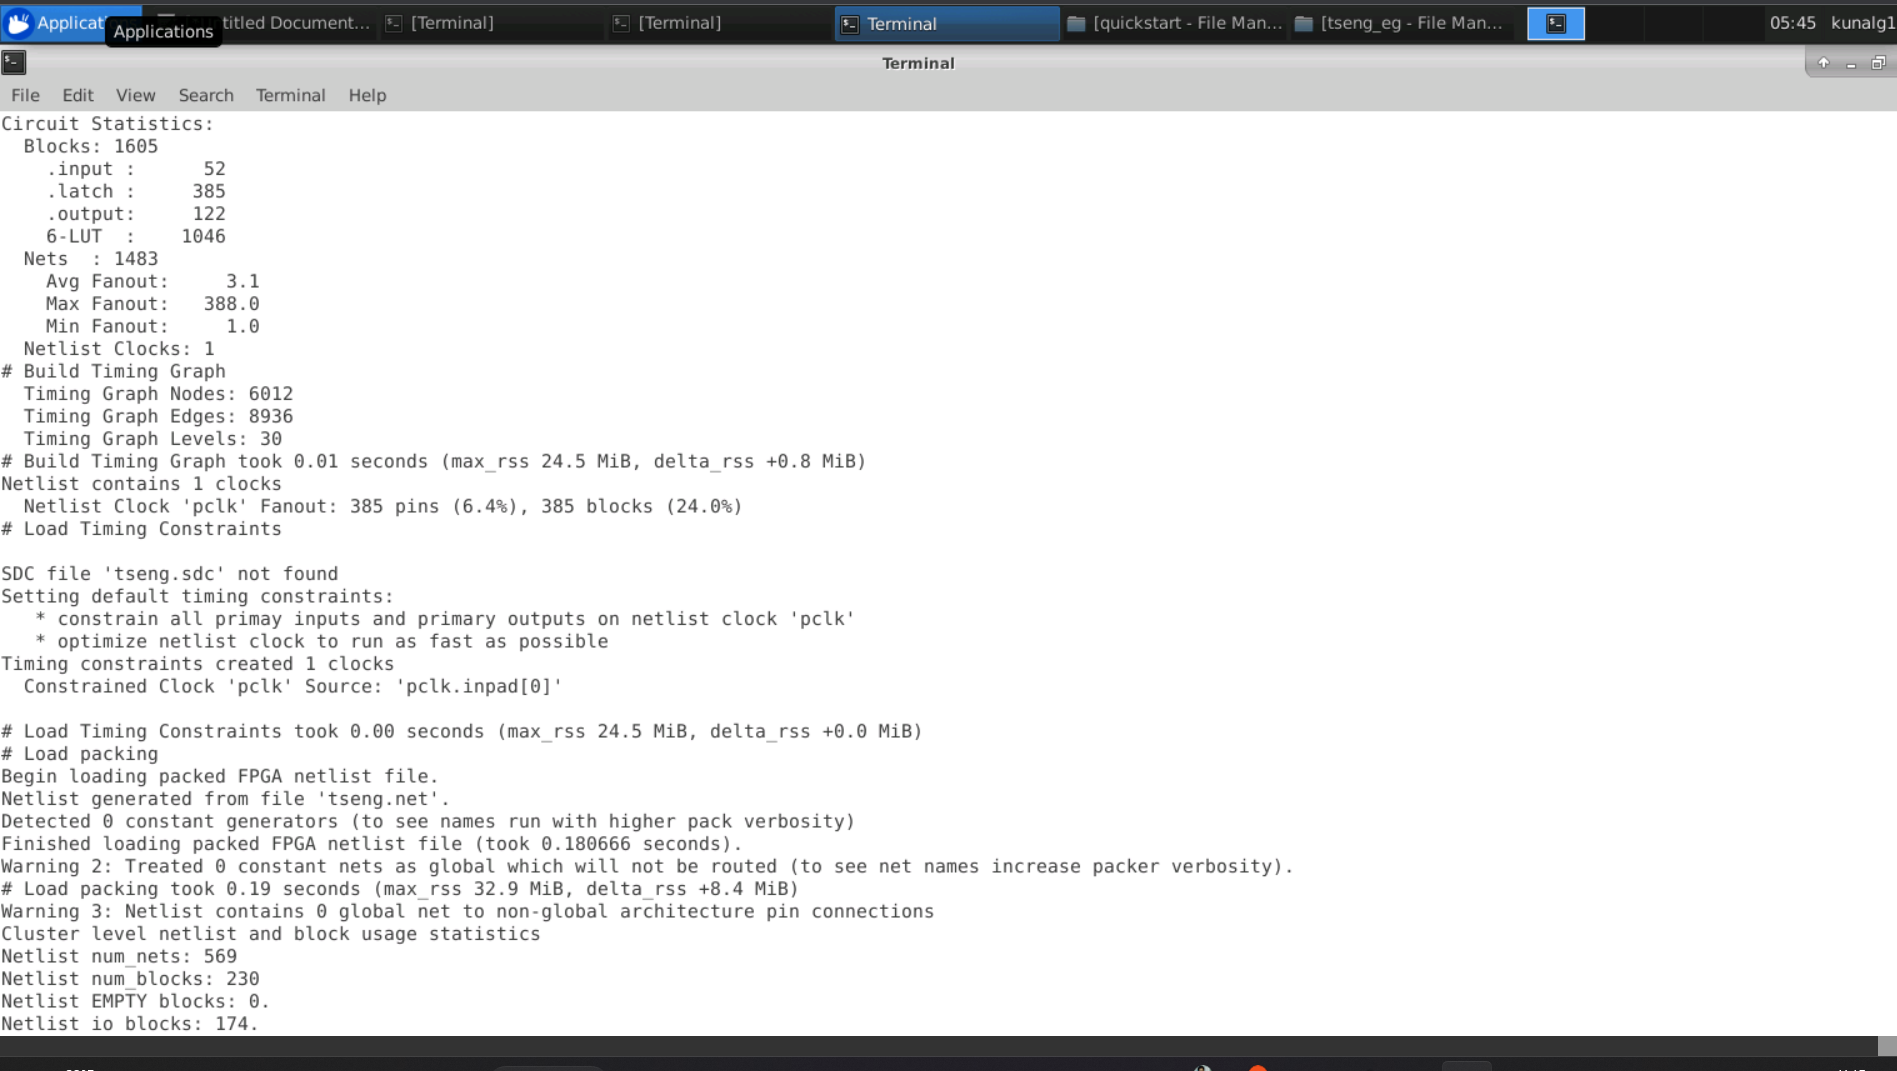 Applicat
Applications
titled Document...
[Terminal]
[Terminal]
Terminal
[quickstart - File Man...
[tseng_eg - File Man...
05:45
kunalg1
Terminal
File Edit View Search Terminal Help
Circuit Statistics:
  Blocks: 1605
    .input :      52
    .latch :     385
    .output:     122
    6-LUT  :    1046
  Nets  : 1483
    Avg Fanout:     3.1
    Max Fanout:   388.0
    Min Fanout:     1.0
  Netlist Clocks: 1
# Build Timing Graph
  Timing Graph Nodes: 6012
  Timing Graph Edges: 8936
  Timing Graph Levels: 30
# Build Timing Graph took 0.01 seconds (max_rss 24.5 MiB, delta_rss +0.8 MiB)
Netlist contains 1 clocks
  Netlist Clock 'pclk' Fanout: 385 pins (6.4%), 385 blocks (24.0%)
# Load Timing Constraints
SDC file 'tseng.sdc' not found
Setting default timing constraints:
   * constrain all primay inputs and primary outputs on netlist clock 'pclk'
   * optimize netlist clock to run as fast as possible
Timing constraints created 1 clocks
  Constrained Clock 'pclk' Source: 'pclk.inpad[0]'
# Load Timing Constraints took 0.00 seconds (max_rss 24.5 MiB, delta_rss +0.0 MiB)
# Load packing
Begin loading packed FPGA netlist file.
Netlist generated from file 'tseng.net'.
Detected 0 constant generators (to see names run with higher pack verbosity)
Finished loading packed FPGA netlist file (took 0.180666 seconds).
Warning 2: Treated 0 constant nets as global which will not be routed (to see net names increase packer verbosity).
# Load packing took 0.19 seconds (max_rss 32.9 MiB, delta_rss +8.4 MiB)
Warning 3: Netlist contains 0 global net to non-global architecture pin connections
Cluster level netlist and block usage statistics
Netlist num_nets: 569
Netlist num_blocks: 230
Netlist EMPTY blocks: 0.
Netlist io blocks: 174.